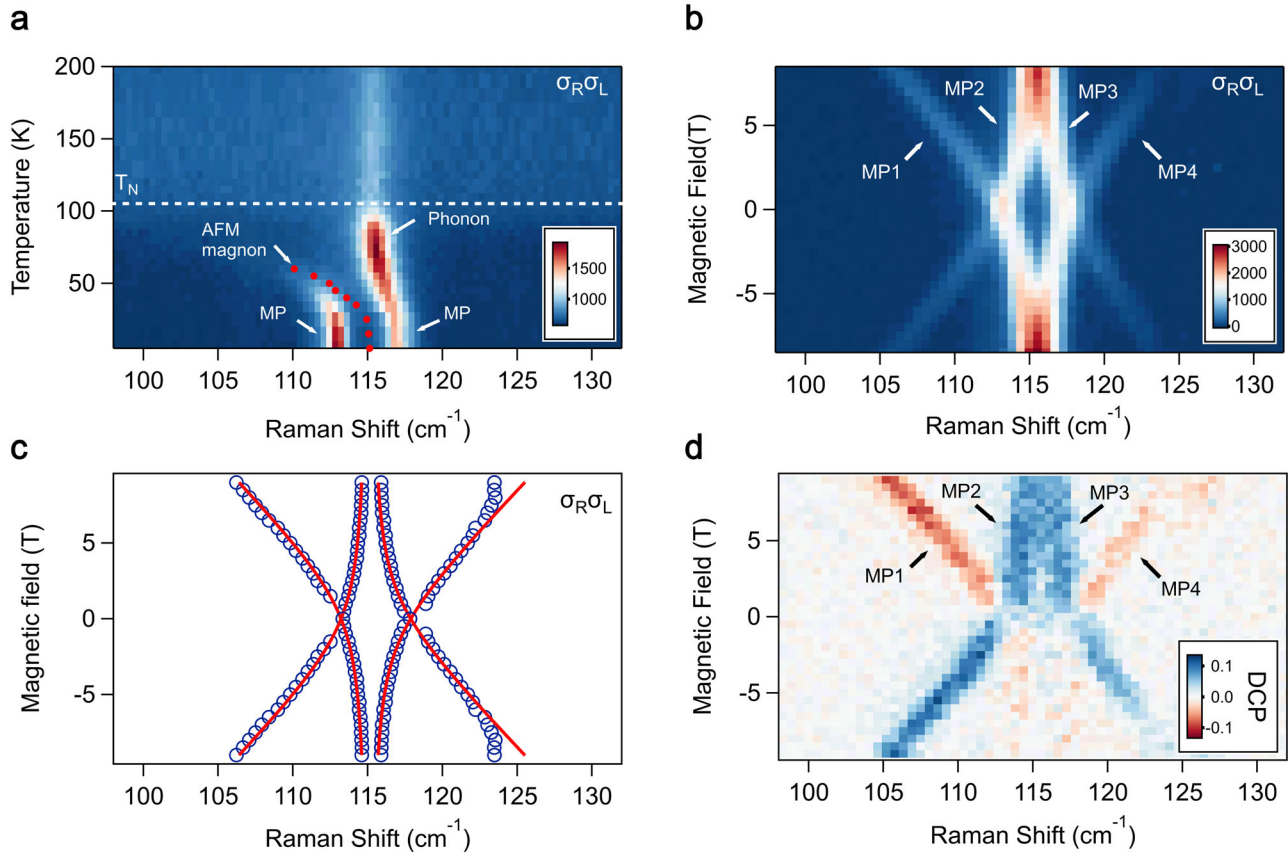 a
200
150
100
50
Temperature (K)
σRσL
TN
AFM
magnon
Phonon
MP
MP
1500
1000
100
105
110
115
120
125
130
Raman Shift (cm-1)
b
5
0
-5
Magnetic Field(T)
σRσL
MP2
MP3
MP1
MP4
3000
2000
1000
0
100
105
110
115
120
125
130
Raman Shift (cm-1)
c
5
0
-5
Magnetic field (T)
σRσL
100
105
110
115
120
125
130
Raman Shift (cm-1)
d
5
0
-5
Magnetic Field (T)
MP2
MP3
MP1
MP4
0.1
0.0
-0.1
DCP
100
105
110
115
120
125
130
Raman Shift (cm-1)